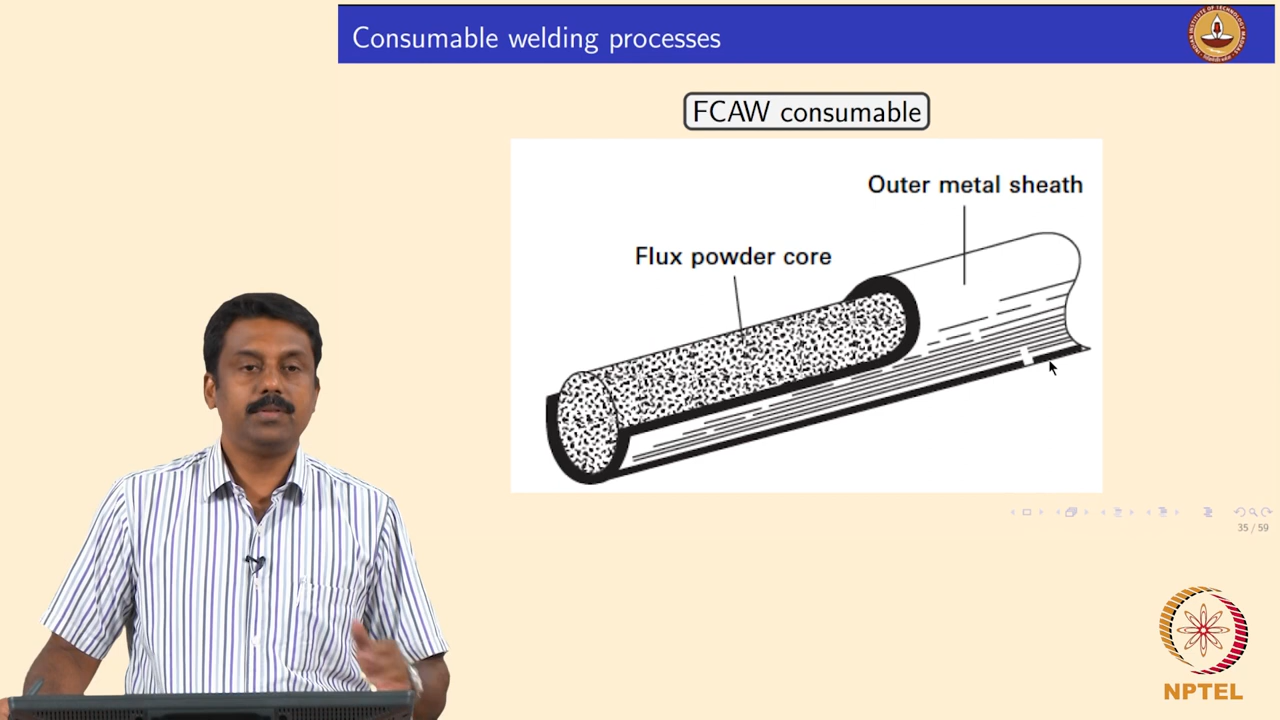 Consumable welding processes
FCAW consumable
Outer metal sheath
Flux powder core
35 / 59
NPTEL